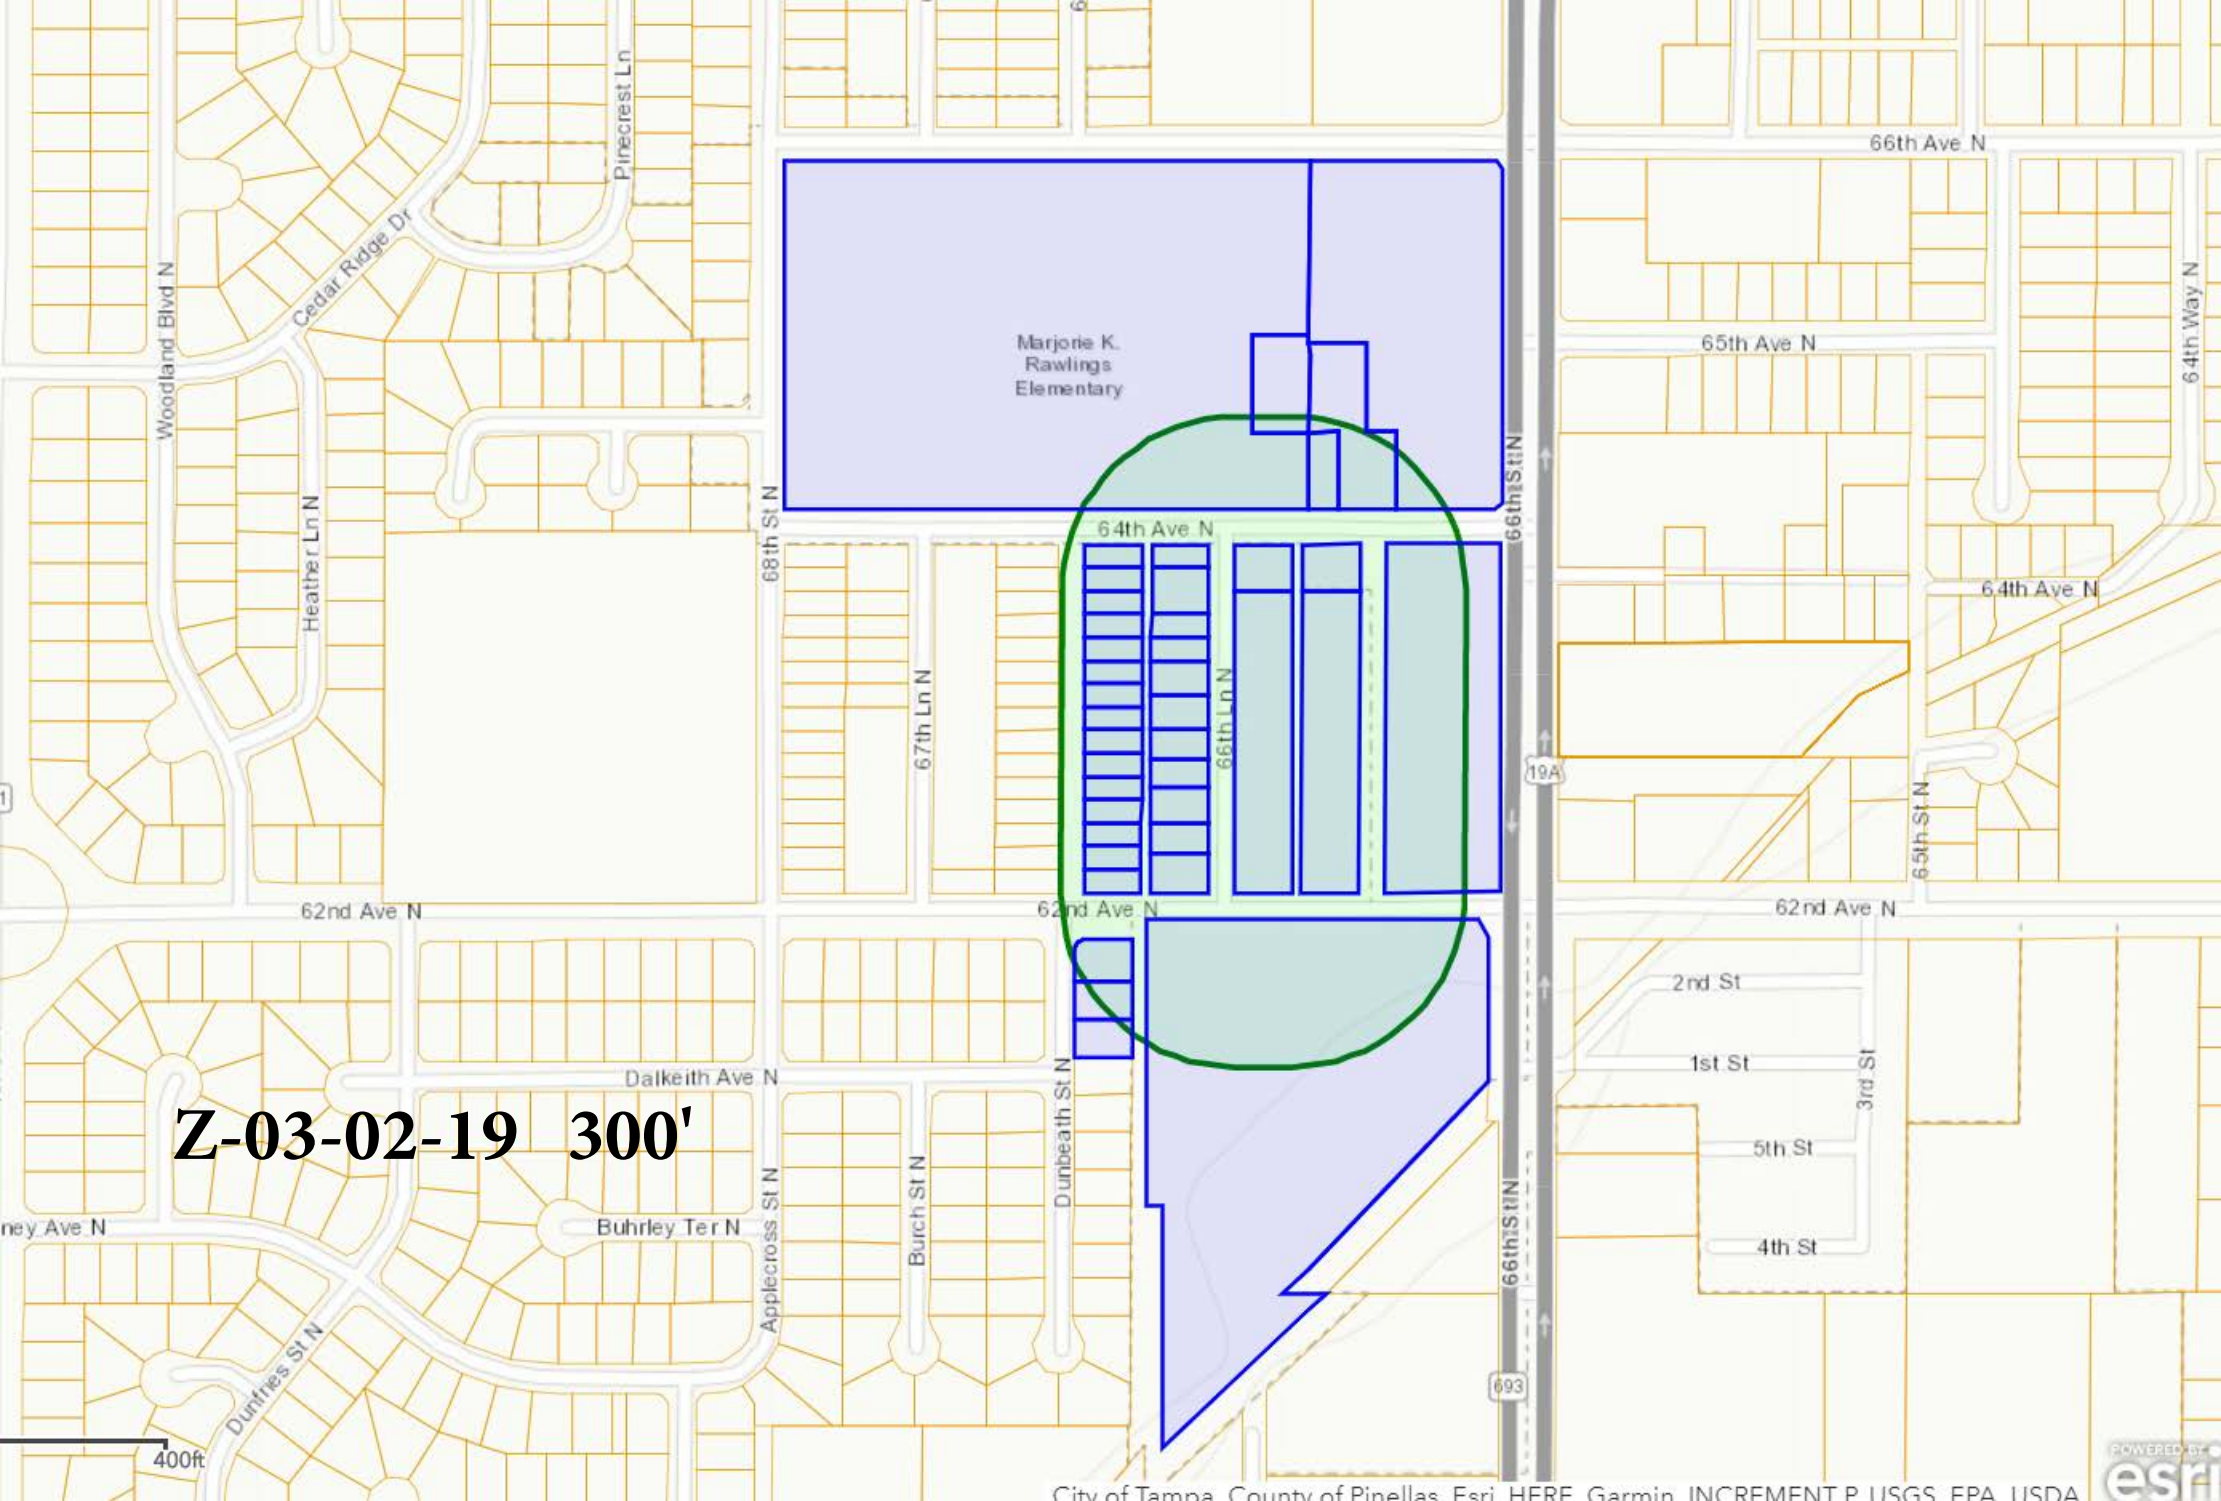 Pinecrest Ln
66th Ave N
Cedar Ridge Dr
Woodland Blvd N
64th Way N
65th Ave N
Marjorie K.
Rawlings
Elementary
66th St N
68th St N
Heather Ln N
64th Ave N
64th Ave N
67th Ln N
66th Ln N
19A
1
65th St N
62nd Ave N
62nd Ave N
62nd Ave N
2nd St
1st St
3rd St
Dalkeith Ave N
Dunbeath St N
Z-03-02-19 300'
5th St
Applecross St N
Burch St N
66th St N
ney Ave N
Buhrley Ter N
4th St
Dunfries St N
693
400ft
POWERED BY
esri
City of Tampa, County of Pinellas, Esri, HERE, Garmin, INCREMENT P, USGS, EPA, USDA